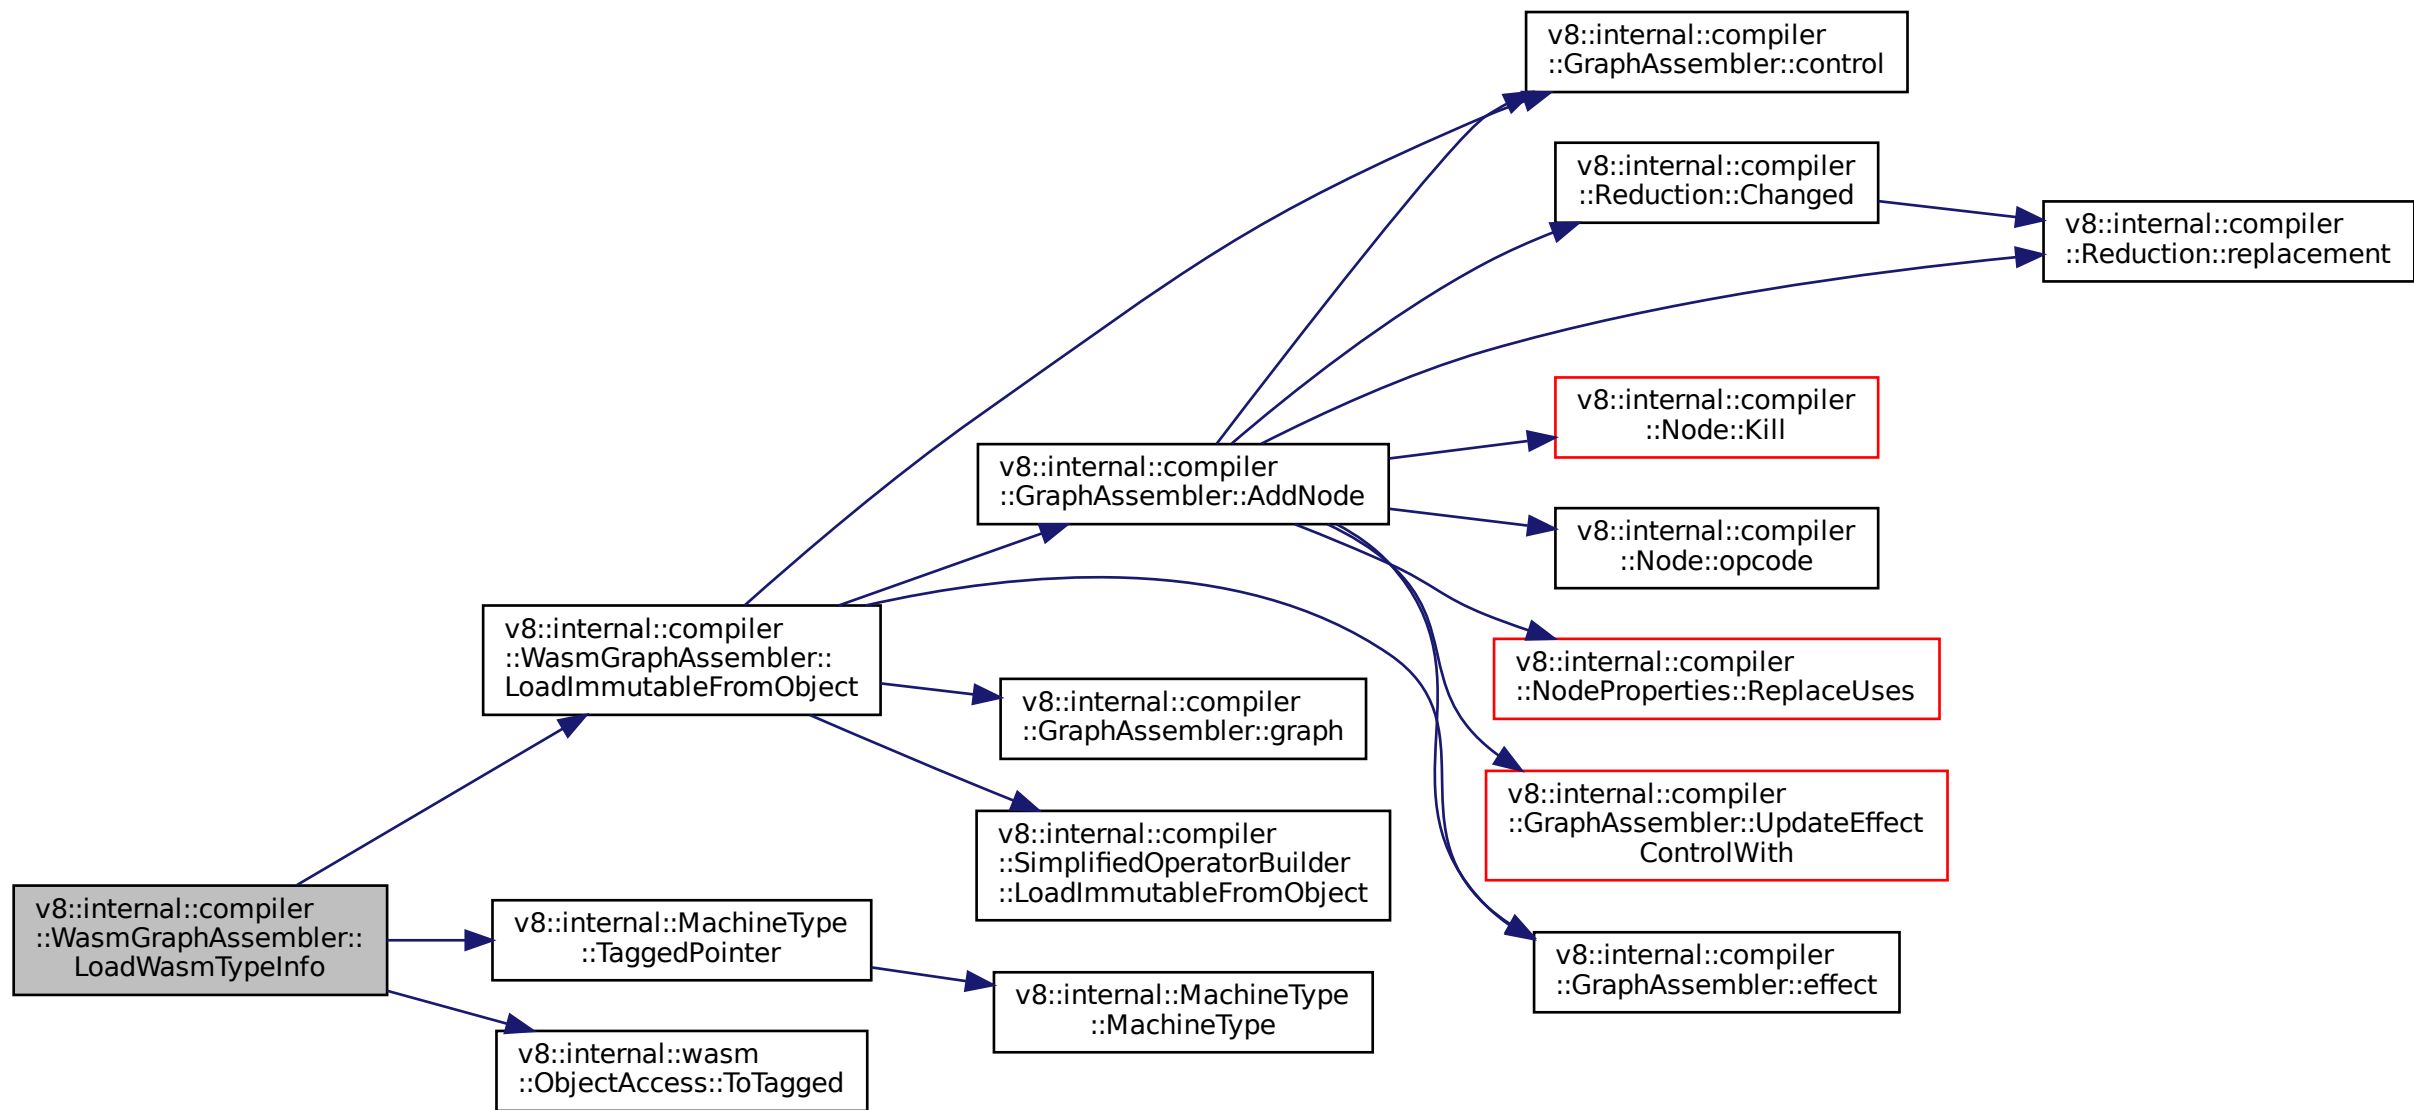 v8::internal::compiler
::GraphAssembler::control
v8::internal::compiler
::Reduction::Changed
v8::internal::compiler
::Reduction::replacement
v8::internal::compiler
::Node::Kill
v8::internal::compiler
::GraphAssembler::AddNode
v8::internal::compiler
::Node::opcode
v8::internal::compiler
::WasmGraphAssembler::
LoadImmutableFromObject
v8::internal::compiler
::NodeProperties::ReplaceUses
v8::internal::compiler
::GraphAssembler::graph
v8::internal::compiler
::GraphAssembler::UpdateEffect
ControlWith
v8::internal::compiler
::SimplifiedOperatorBuilder
::LoadImmutableFromObject
v8::internal::compiler
::WasmGraphAssembler::
LoadWasmTypeInfo
v8::internal::MachineType
::TaggedPointer
v8::internal::compiler
::GraphAssembler::effect
v8::internal::MachineType
::MachineType
v8::internal::wasm
::ObjectAccess::ToTagged